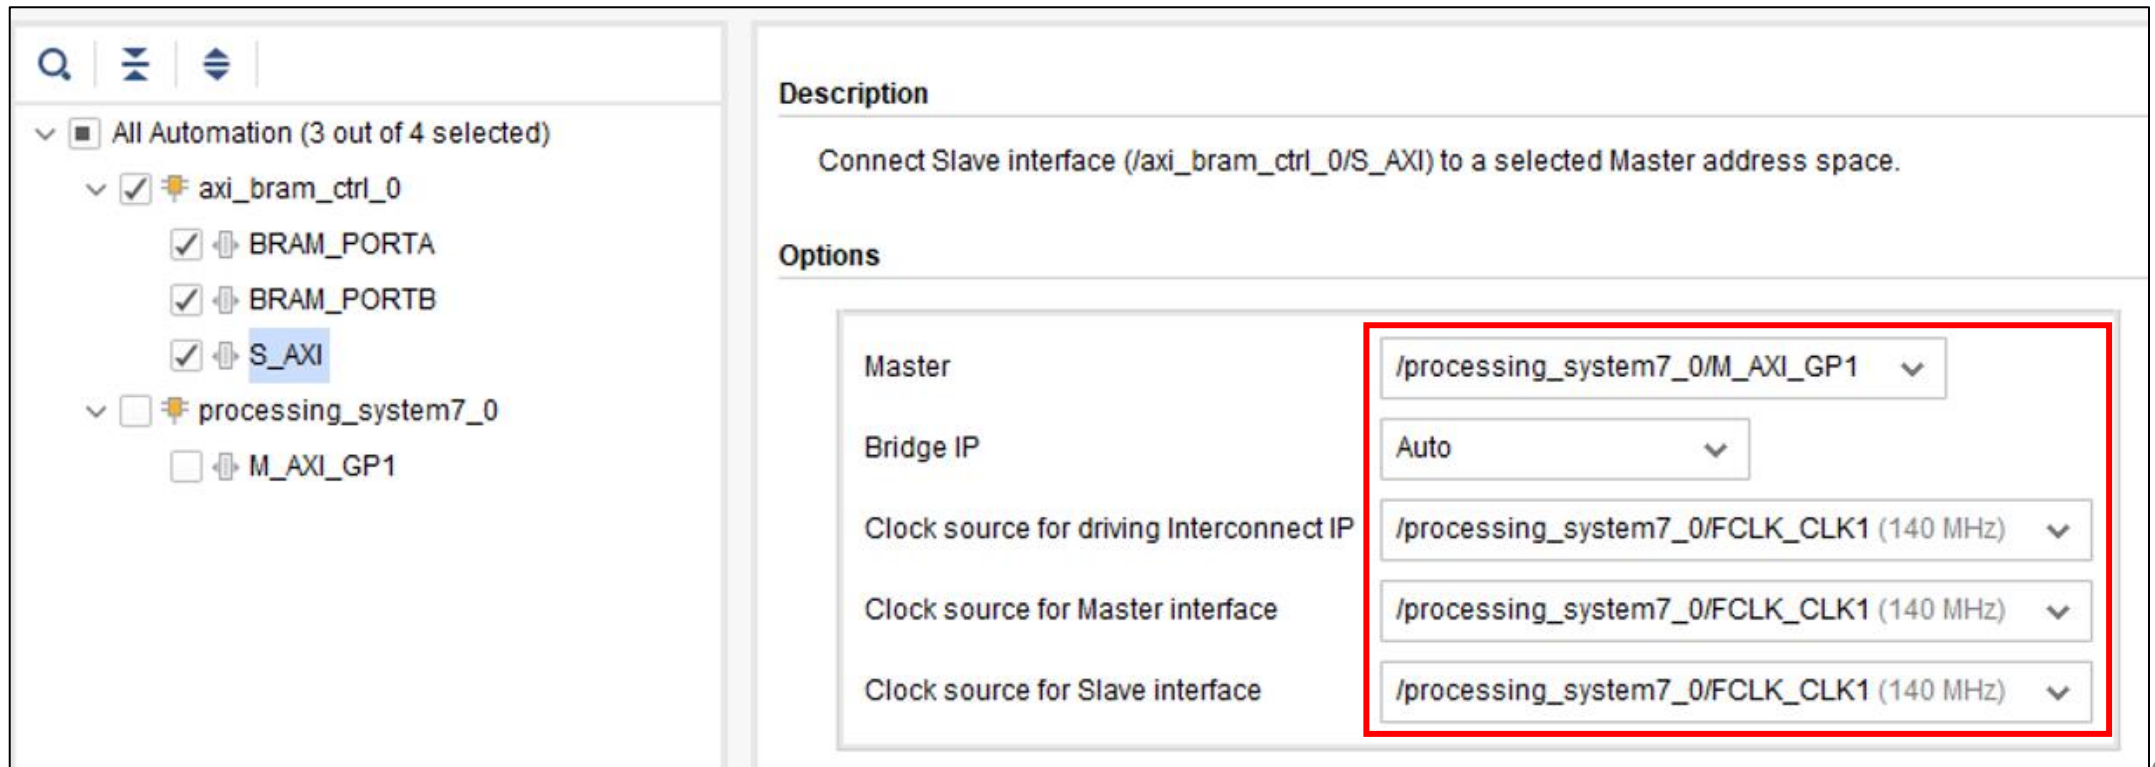 All Automation (3 out of 4 selected)
axi_bram_ctrl_0
BRAM_PORTA
BRAM_PORTB
S_AXI
processing_system7_0
M_AXI_GP1
Description
Connect Slave interface (/axi_bram_ctrl_0/S_AXI) to a selected Master address space.
Options
Master /processing_system7_0/M_AXI_GP1
Bridge IP Auto
Clock source for driving Interconnect IP /processing_system7_0/FCLK_CLK1 (140 MHz)
Clock source for Master interface /processing_system7_0/FCLK_CLK1 (140 MHz)
Clock source for Slave interface /processing_system7_0/FCLK_CLK1 (140 MHz)